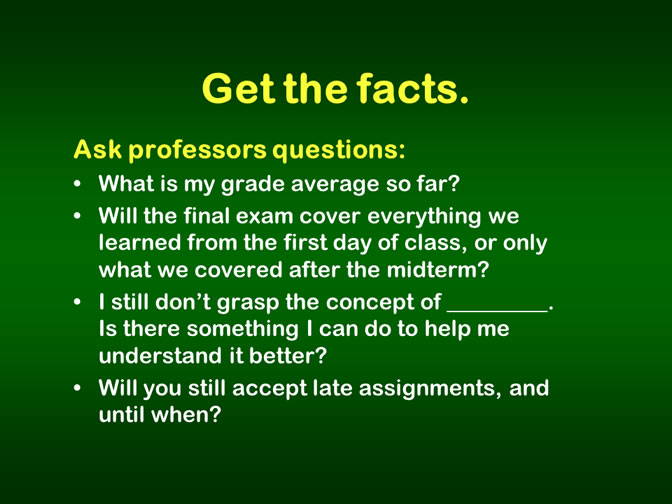 Get the facts.
Ask professors questions:
• What is my grade average so far?
• Will the final exam cover everything we
learned from the first day of class, or only
what we covered after the midterm?
• I still don’t grasp the concept of _________.
Is there something I can do to help me
understand it better?
• Will you still accept late assignments, and
until when?